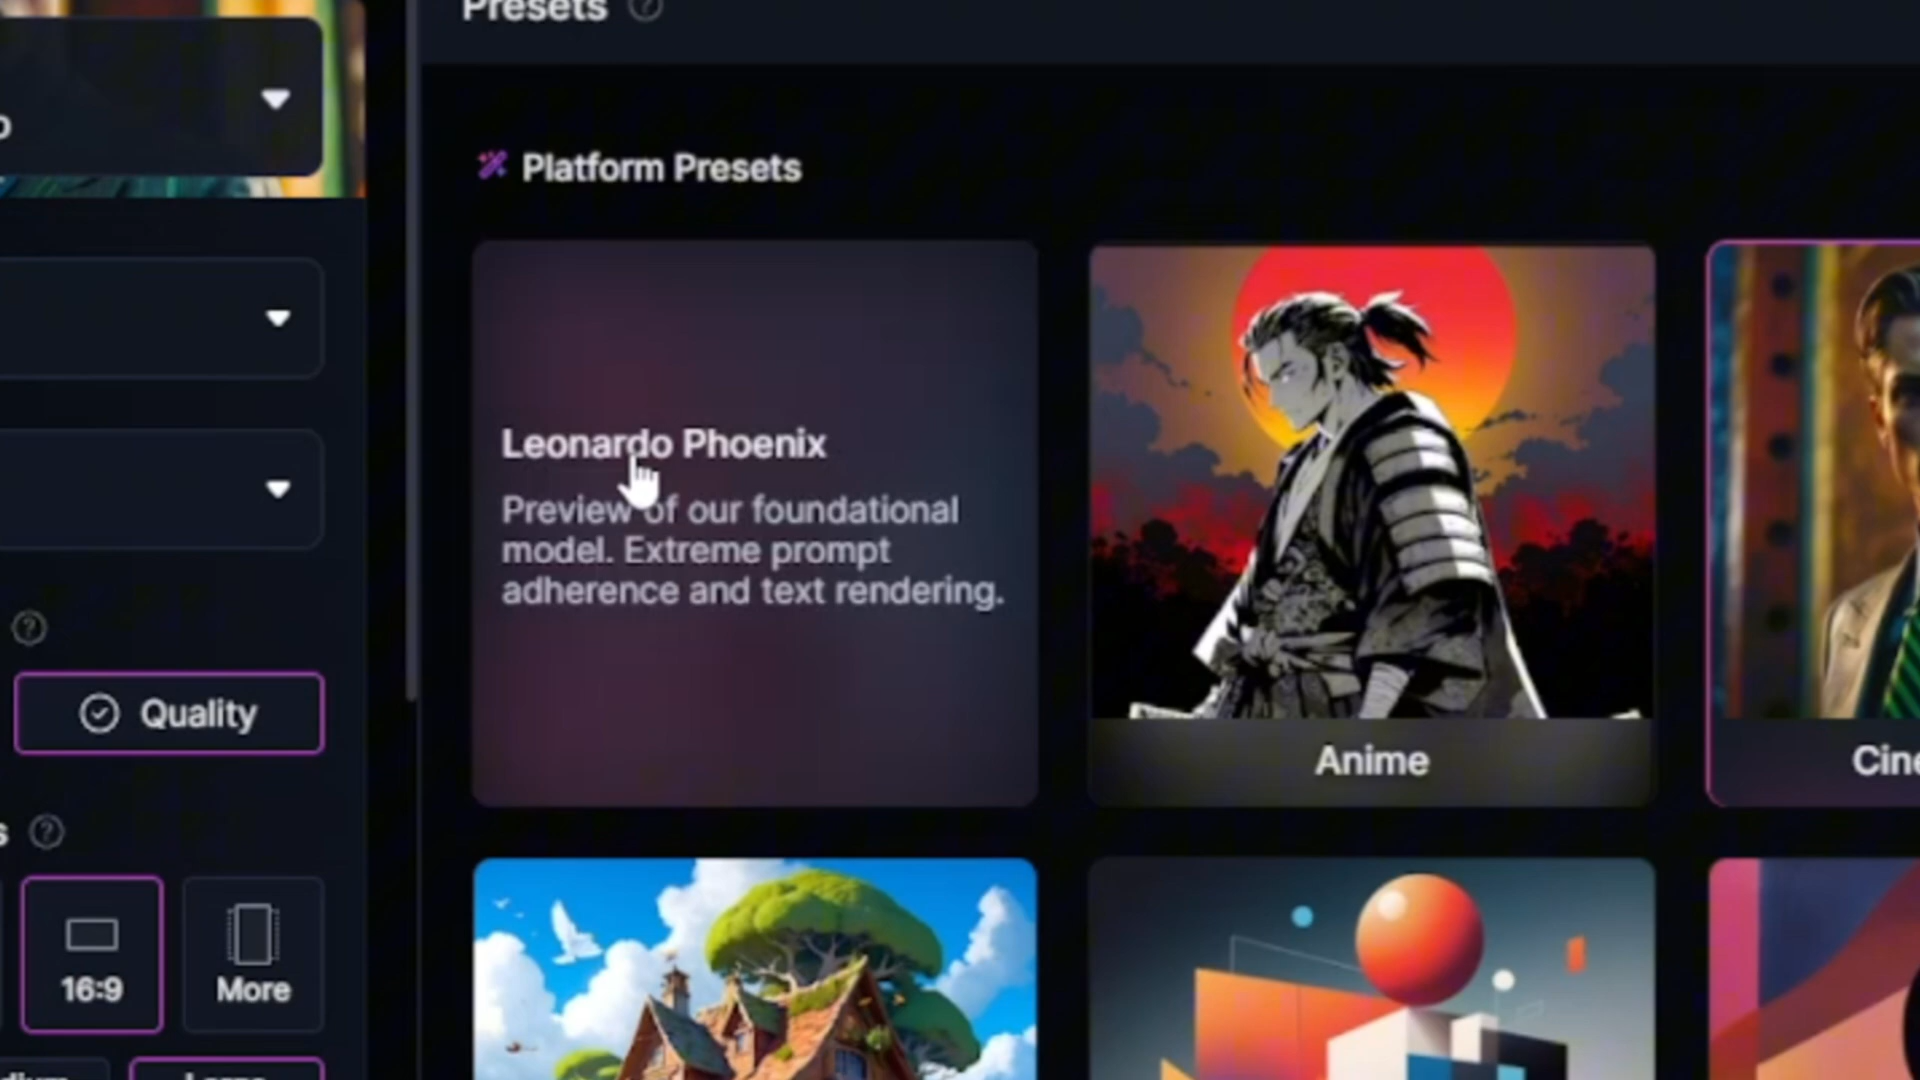 Presets
Platform Presets
Leonardo Phoenix
Preview of our foundational
model. Extreme prompt
adherence and text rendering.
Anime
Quality
16:9
More